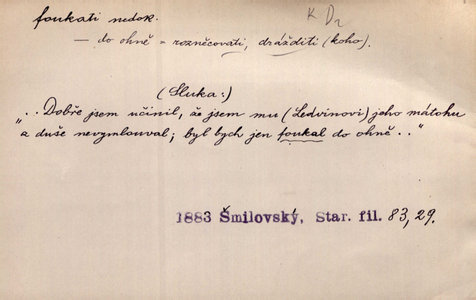 foukati nedok. K Dr
— do ohně = rozněcovati, drážditi (koho).
(Sluka:)
„..Dobře jsem učinil, že jsem mu (Ledvinovi) jeho mátohu
a duše nevymlouval; byl bych jen foukal do ohně.."
1883 Šmilovský, Star. fil. 83,29.